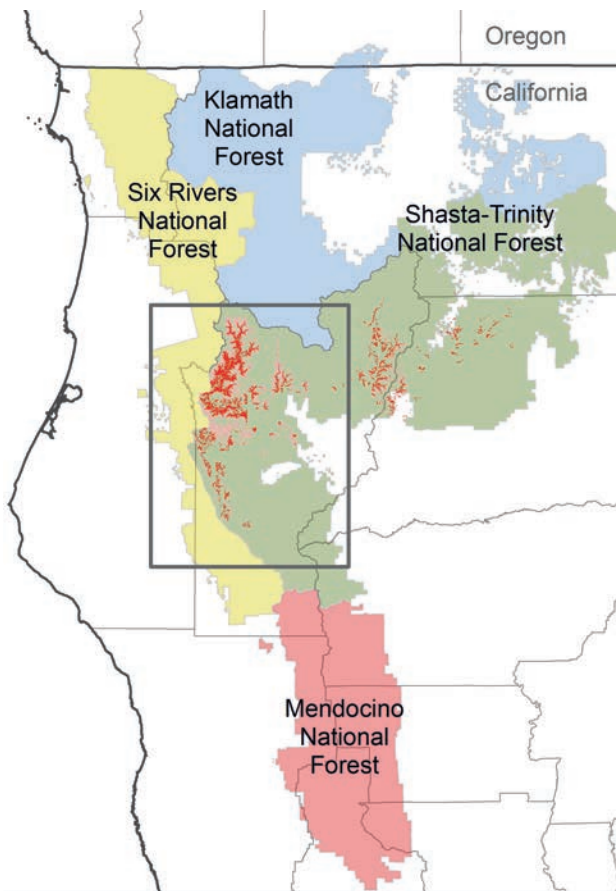 Oregon
California
Klamath
National
Forest
Six Rivers
National
Forest
Shasta-Trinity
National Forest
Mendocino
National
Forest